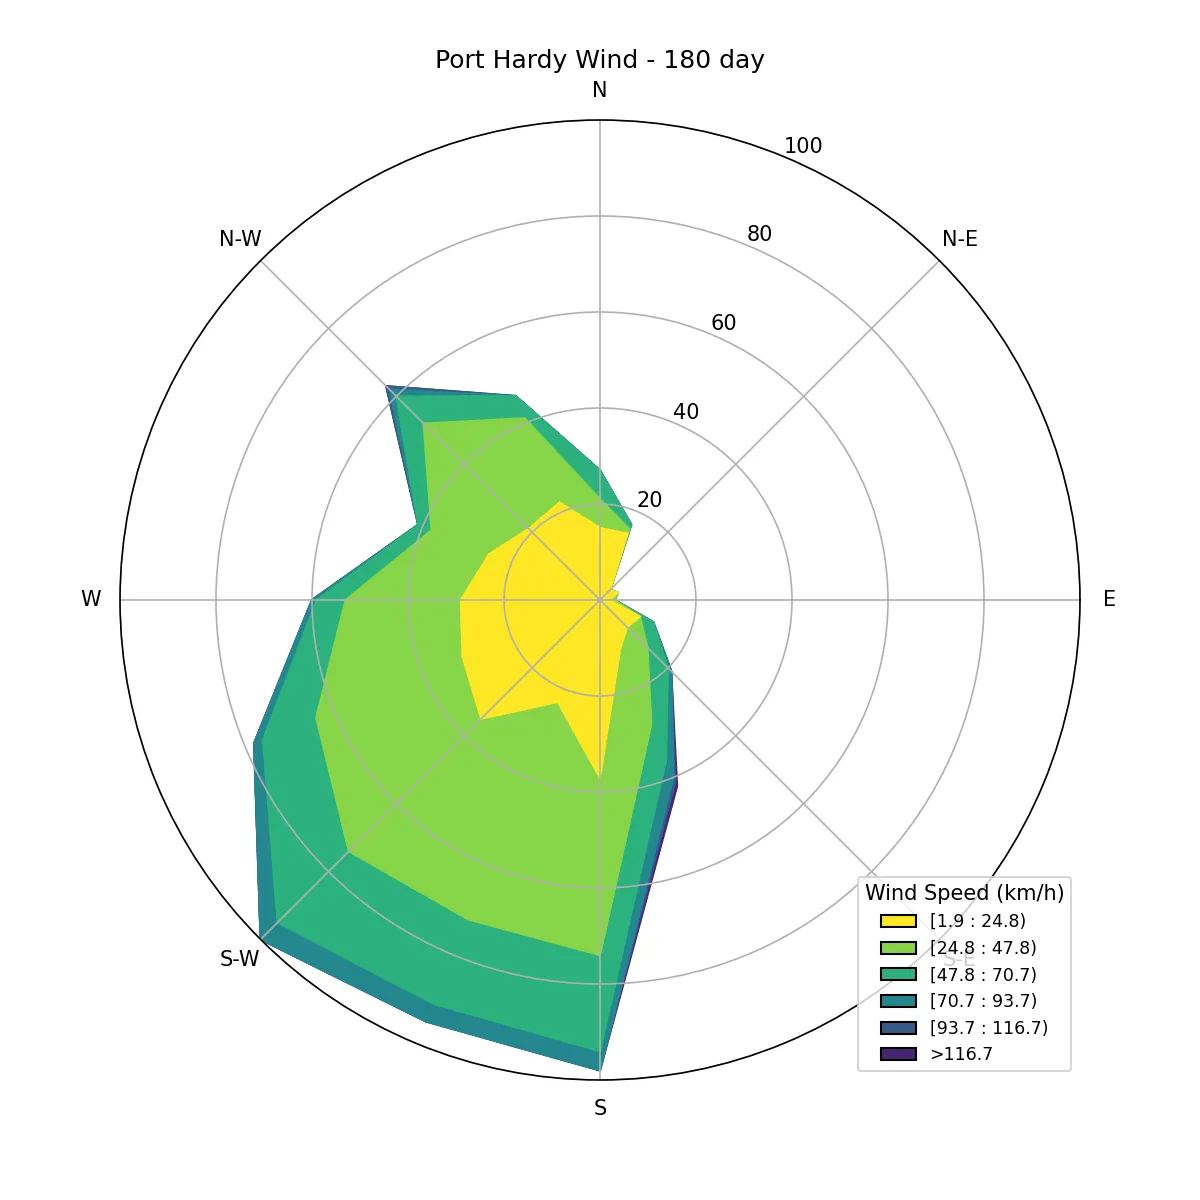 Port Hardy Wind - 180 day
N
100
N-W
80
N-E
60
40
20
W
E
Wind Speed (km/h)
[1.9 : 24.8)
[24.8 : 47.8)
S-W
S-E
[47.8 : 70.7)
[70.7 : 93.7)
[93.7 : 116.7)
>116.7
S